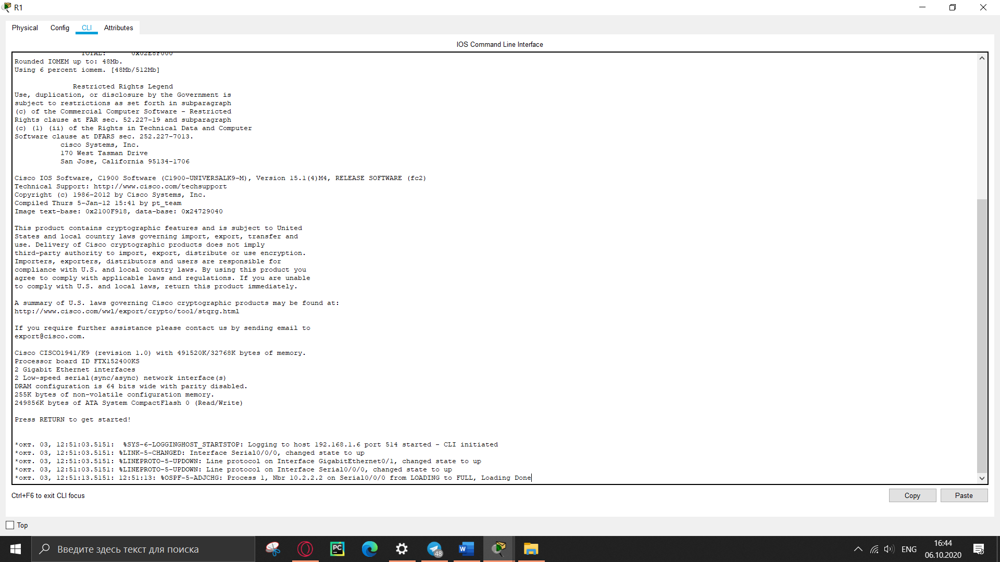 R1
Physical Config CLI Attributes
IOS Command Line Interface
TOTAL: 0x02E8F000
Rounded IOMEM up to: 48Mb.
Using 6 percent iomem. [48Mb/512Mb]
Restricted Rights Legend
Use, duplication, or disclosure by the Government is
subject to restrictions as set forth in subparagraph
(c) of the Commercial Computer Software - Restricted
Rights clause at FAR sec. 52.227-19 and subparagraph
(c) (1) (ii) of the Rights in Technical Data and Computer
Software clause at DFARS sec. 252.227-7013.
cisco Systems, Inc.
170 West Tasman Drive
San Jose, California 95134-1706
Cisco IOS Software, C1900 Software (C1900-UNIVERSALK9-M), Version 15.1(4)M4, RELEASE SOFTWARE (fc2)
Technical Support: http://www.cisco.com/techsupport
Copyright (c) 1986-2012 by Cisco Systems, Inc.
Compiled Thurs 5-Jan-12 15:41 by pt_team
Image text-base: 0x2100F918, data-base: 0x24729040
This product contains cryptographic features and is subject to United
States and local country laws governing import, export, transfer and
use. Delivery of Cisco cryptographic products does not imply
third-party authority to import, export, distribute or use encryption.
Importers, exporters, distributors and users are responsible for
compliance with U.S. and local country laws. By using this product you
agree to comply with applicable laws and regulations. If you are unable
to comply with U.S. and local laws, return this product immediately.
A summary of U.S. laws governing Cisco cryptographic products may be found at:
http://www.cisco.com/wwl/export/crypto/tool/stqrg.html
If you require further assistance please contact us by sending email to
export@cisco.com.
Cisco CISCO1941/K9 (revision 1.0) with 491520K/32768K bytes of memory.
Processor board ID FTX152400KS
2 Gigabit Ethernet interfaces
2 Low-speed serial(sync/async) network interface(s)
DRAM configuration is 64 bits wide with parity disabled.
255K bytes of non-volatile configuration memory.
249856K bytes of ATA System CompactFlash 0 (Read/Write)
Press RETURN to get started!
*окт. 03, 12:51:03.5151: %SYS-6-LOGGINGHOST_STARTSTOP: Logging to host 192.168.1.6 port 514 started - CLI initiated
*окт. 03, 12:51:03.5151: %LINK-5-CHANGED: Interface Serial0/0/0, changed state to up
*окт. 03, 12:51:03.5151: %LINEPROTO-5-UPDOWN: Line protocol on Interface GigabitEthernet0/1, changed state to up
*окт. 03, 12:51:03.5151: %LINEPROTO-5-UPDOWN: Line protocol on Interface Serial0/0/0, changed state to up
*окт. 03, 12:51:13.5151: 12:51:13: %OSPF-5-ADJCHG: Process 1, Nbr 10.2.2.2 on Serial0/0/0 from LOADING to FULL, Loading Done
Ctrl+F6 to exit CLI focus
Copy Paste
Top
Введите здесь текст для поиска
PC
48
W
ENG
16:44
06.10.2020